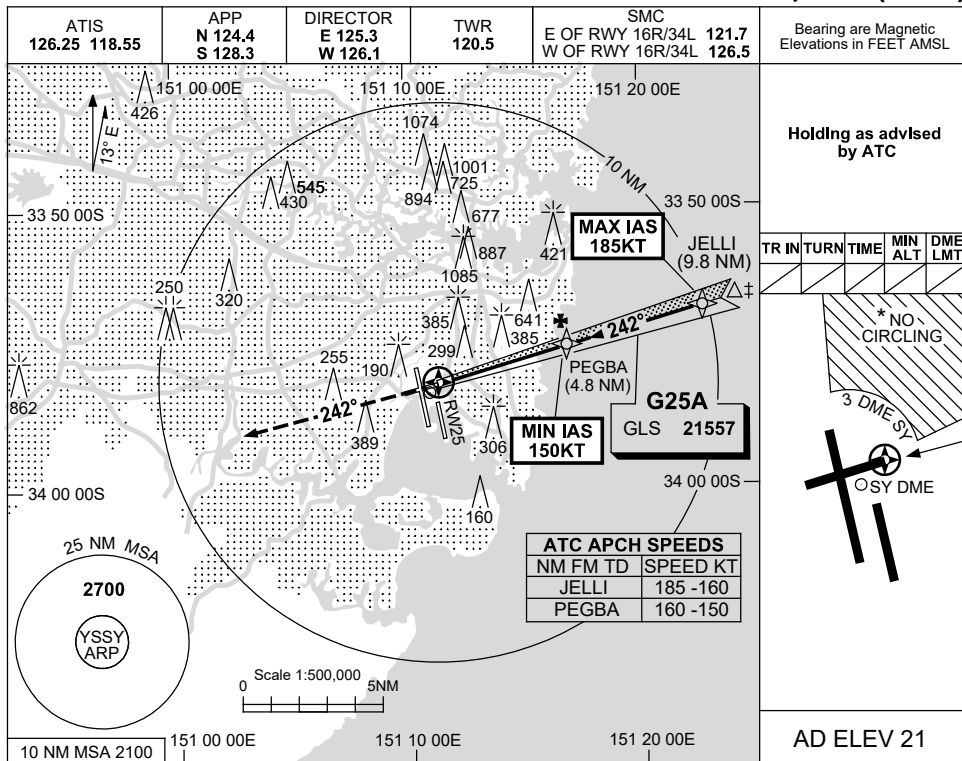 ATIS
126.25 118.55
APP
N 124.4
S 128.3
DIRECTOR
E 125.3
W 126.1
TWR
120.5
SMC
E OF RWY 16R/34L 121.7
W OF RWY 16R/34L 126.5
Bearing are Magnetic
Elevations in FEET AMSL
151 00 00E
151 10 00E
151 20 00E
426
13° E
1074
1001
725
894
545
430
677
10 NM
33 50 00S
33 50 00S
MAX IAS
185KT
JELLI
(9.8 NM)
421
887
1085
320
250
385
641
385
242°
299
‡
190
255
PEGBA
(4.8 NM)
862
242°
389
RW25
306
MIN IAS
150KT
G25A
GLS 21557
34 00 00S
34 00 00S
160
ATC APCH SPEEDS
NM FM TD SPEED KT
JELLI 185 -160
PEGBA 160 -150
25 NM MSA
2700
YSSY
ARP
Scale 1:500,000
0 5NM
10 NM MSA 2100
151 00 00E
151 10 00E
151 20 00E
Holding as advised
by ATC
TR IN TURN TIME MIN ALT DME LMT
* NO
CIRCLING
3 DME SY
SY DME
AD ELEV 21